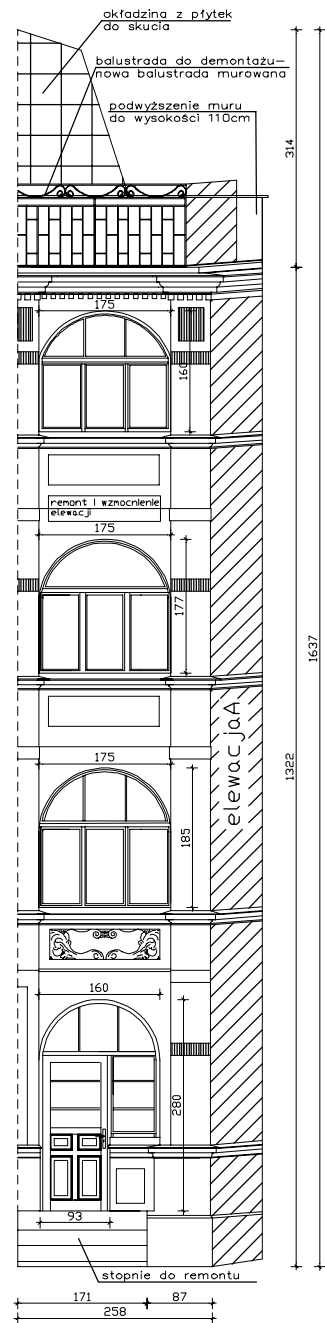 okładzina z płytek
do skucia
balustrada do demontażu–
nowa balustrada murowana
podwyższenie muru
do wysokości 110cm
314
175
160
remont i wzmocnienie
elewacji
175
177
1637
elewacjaA
1322
175
185
160
280
93
stopnie do remontu
171
87
258